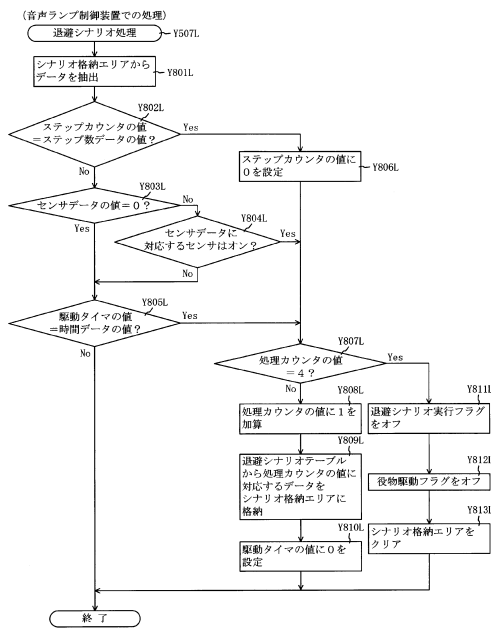 （音声ランプ制御装置での処理）
退避シナリオ処理
Y507L
シナリオ格納エリアから
データを抽出
Y801L
Y802L
ステップカウンタの値
＝ステップ数データの値？
Yes
No
ステップカウンタの値に
０を設定
Y806L
Y803L
センサデータの値＝０？
No
Yes
Y804L
センサデータに
対応するセンサはオン？
Yes
No
Y805L
駆動タイマの値
＝時間データの値？
Yes
No
Y807L
処理カウンタの値
＝４？
Yes
No
Y808L
処理カウンタの値に１を
加算
Y809L
退避シナリオテーブル
から処理カウンタの値に
対応するデータを
シナリオ格納エリアに
格納
Y810L
駆動タイマの値に０を
設定
Y811L
退避シナリオ実行フラグ
をオフ
Y812L
役物駆動フラグをオフ
Y813L
シナリオ格納エリアを
クリア
終 了